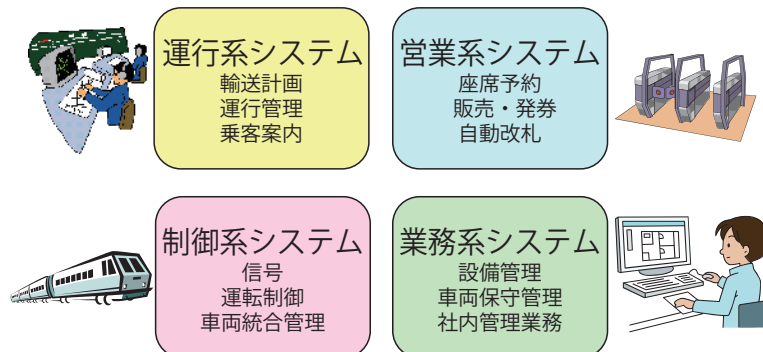 運行系システム
輸送計画
運行管理
乗客案内
営業系システム
座席予約
販売・発券
自動改札
制御系システム
信号
運転制御
車両統合管理
業務系システム
設備管理
車両保守管理
社内管理業務